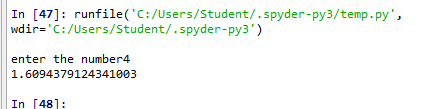 In [47]: runfile('C:/Users/Student/.spyder-py3/temp.py',
wdir='C:/Users/Student/.spyder-py3')
enter the number4
1.6094379124341003
In [48]: